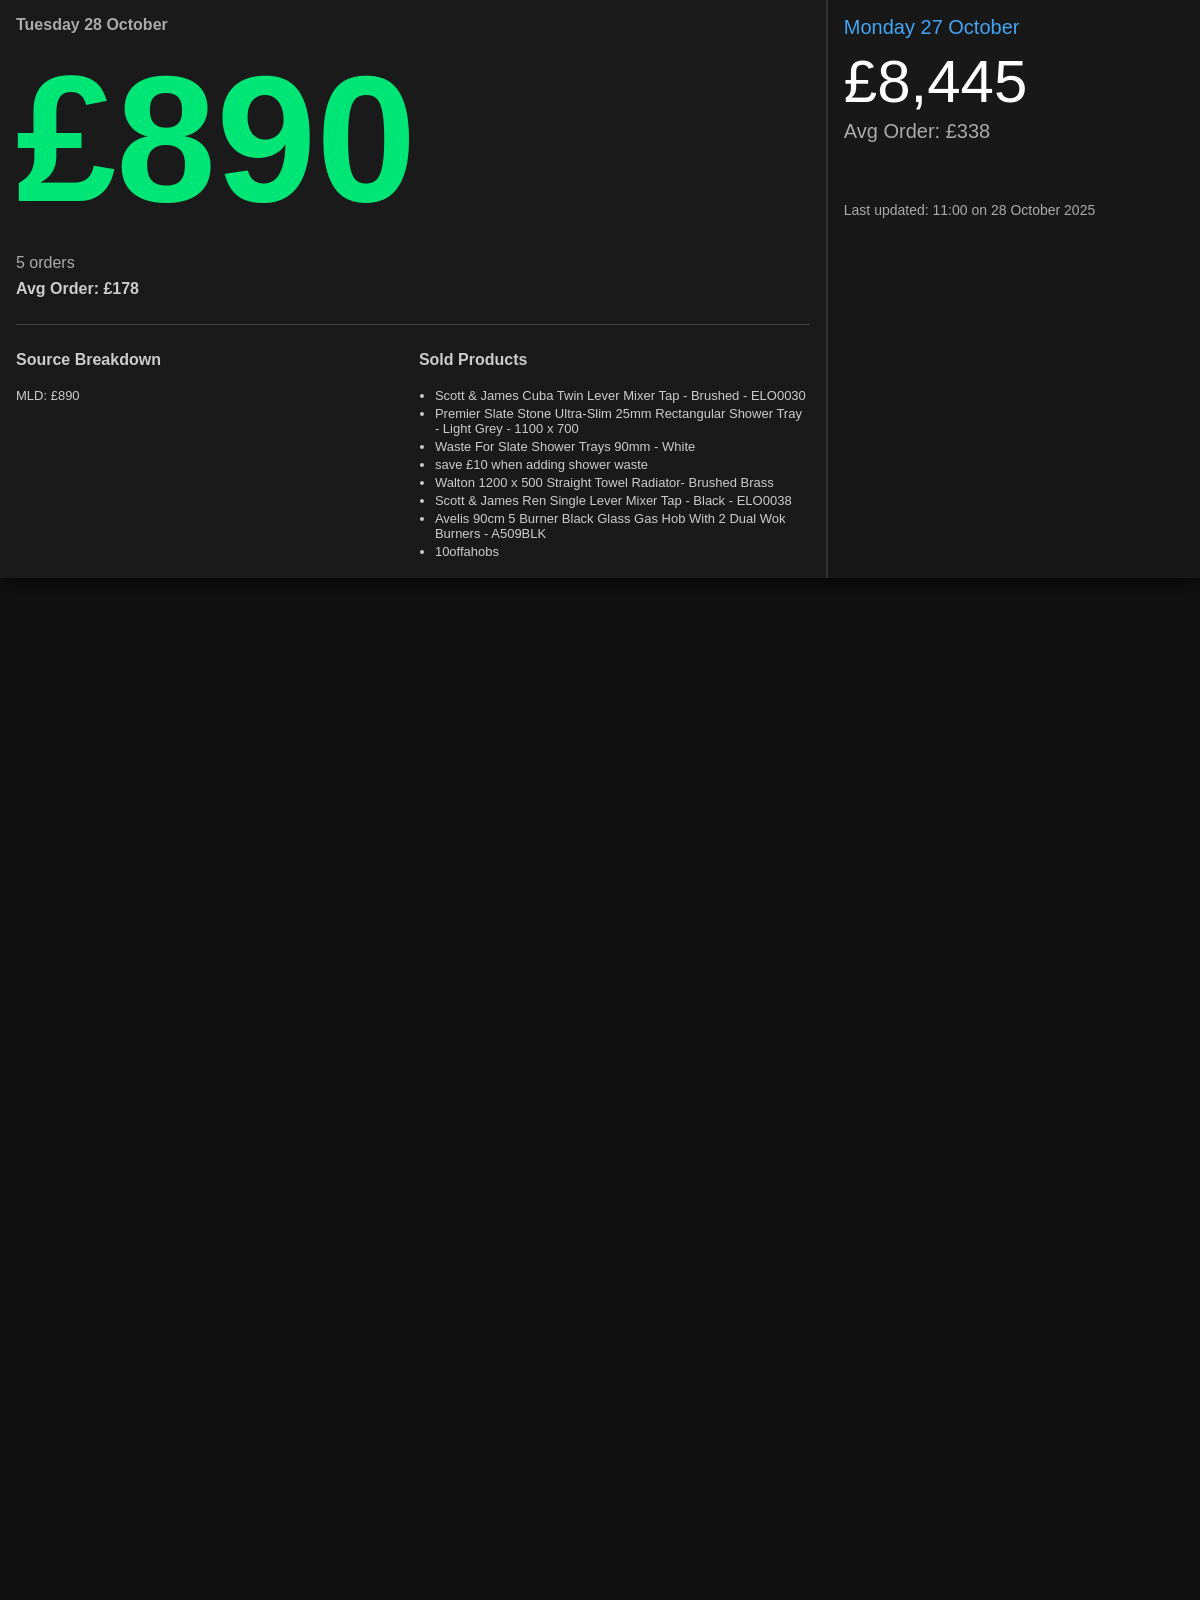 Tuesday 28 October
£890
5 orders
Avg Order: £178
Source Breakdown
MLD: £890
Sold Products
Scott & James Cuba Twin Lever Mixer Tap - Brushed - ELO0030
Premier Slate Stone Ultra-Slim 25mm Rectangular Shower Tray
- Light Grey - 1100 x 700
Waste For Slate Shower Trays 90mm - White
save £10 when adding shower waste
Walton 1200 x 500 Straight Towel Radiator- Brushed Brass
Scott & James Ren Single Lever Mixer Tap - Black - ELO0038
Avelis 90cm 5 Burner Black Glass Gas Hob With 2 Dual Wok
Burners - A509BLK
10offahobs
Monday 27 October
£8,445
Avg Order: £338
Last updated: 11:00 on 28 October 2025